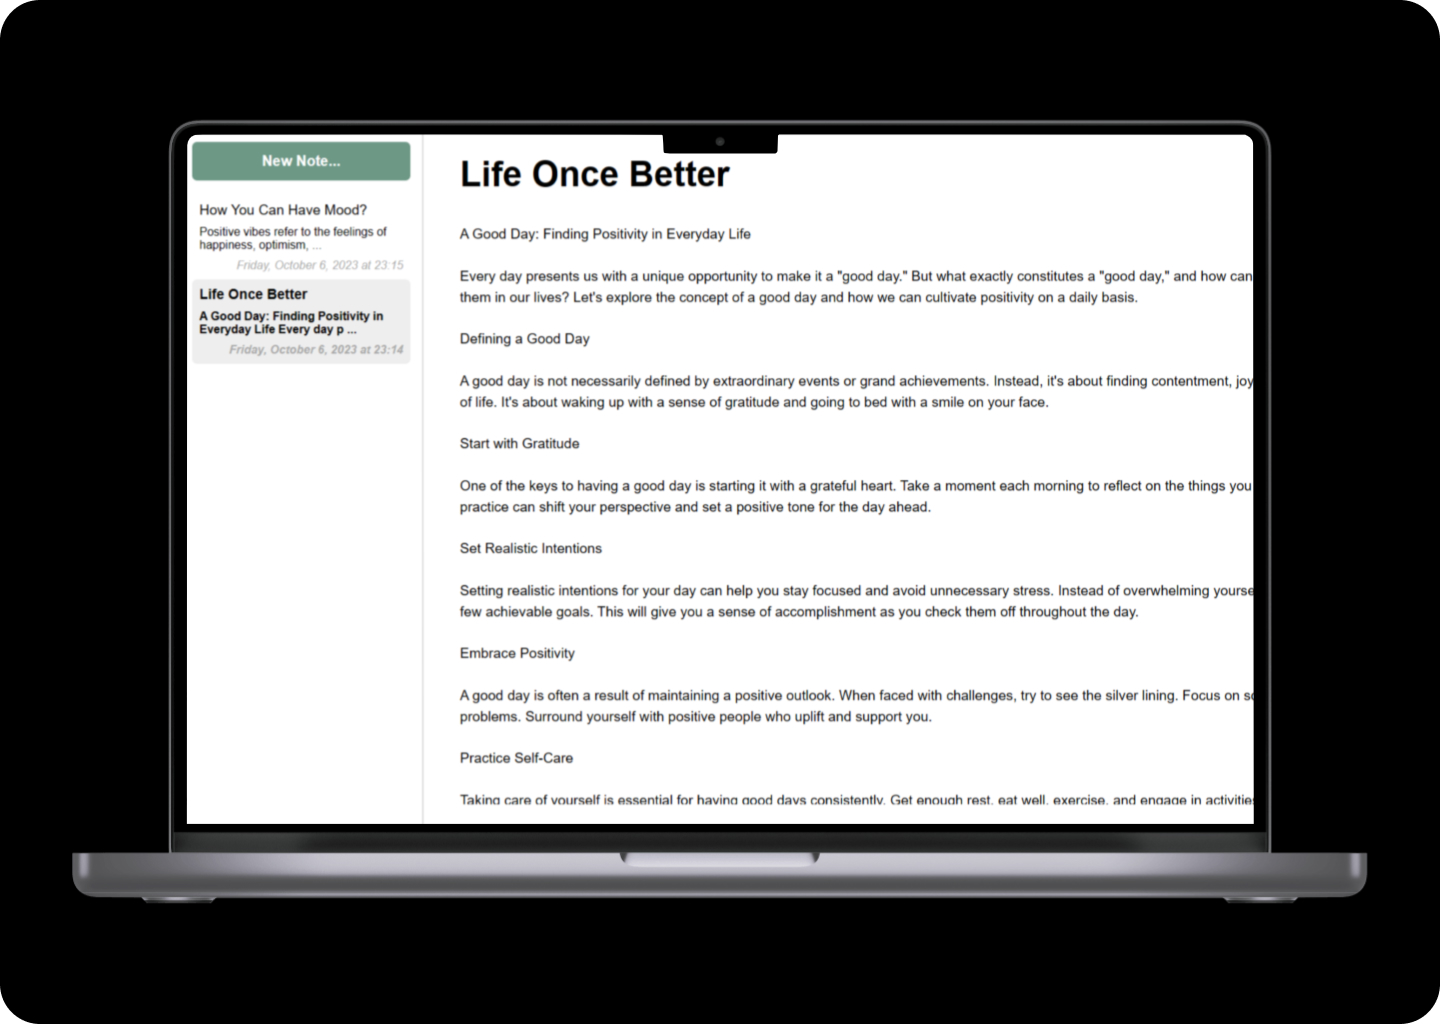 New Note...
How You Can Have Mood?
Positive vibes refer to the feelings of
happiness, optimism, ...
Friday, October 6, 2023 at 23:15
Life Once Better
A Good Day: Finding Positivity in
Everyday Life Every day p ...
Friday, October 6, 2023 at 23:14
Life Once Better
A Good Day: Finding Positivity in Everyday Life
Every day presents us with a unique opportunity to make it a "good day." But what exactly constitutes a "good day," and how can
them in our lives? Let's explore the concept of a good day and how we can cultivate positivity on a daily basis.
Defining a Good Day
A good day is not necessarily defined by extraordinary events or grand achievements. Instead, it's about finding contentment, joy
of life. It's about waking up with a sense of gratitude and going to bed with a smile on your face.
Start with Gratitude
One of the keys to having a good day is starting it with a grateful heart. Take a moment each morning to reflect on the things you
practice can shift your perspective and set a positive tone for the day ahead.
Set Realistic Intentions
Setting realistic intentions for your day can help you stay focused and avoid unnecessary stress. Instead of overwhelming yourse
few achievable goals. This will give you a sense of accomplishment as you check them off throughout the day.
Embrace Positivity
A good day is often a result of maintaining a positive outlook. When faced with challenges, try to see the silver lining. Focus on
problems. Surround yourself with positive people who uplift and support you.
Practice Self-Care
Taking care of yourself is essential for having good days consistently. Get enough rest, eat well, exercise, and engage in activitie